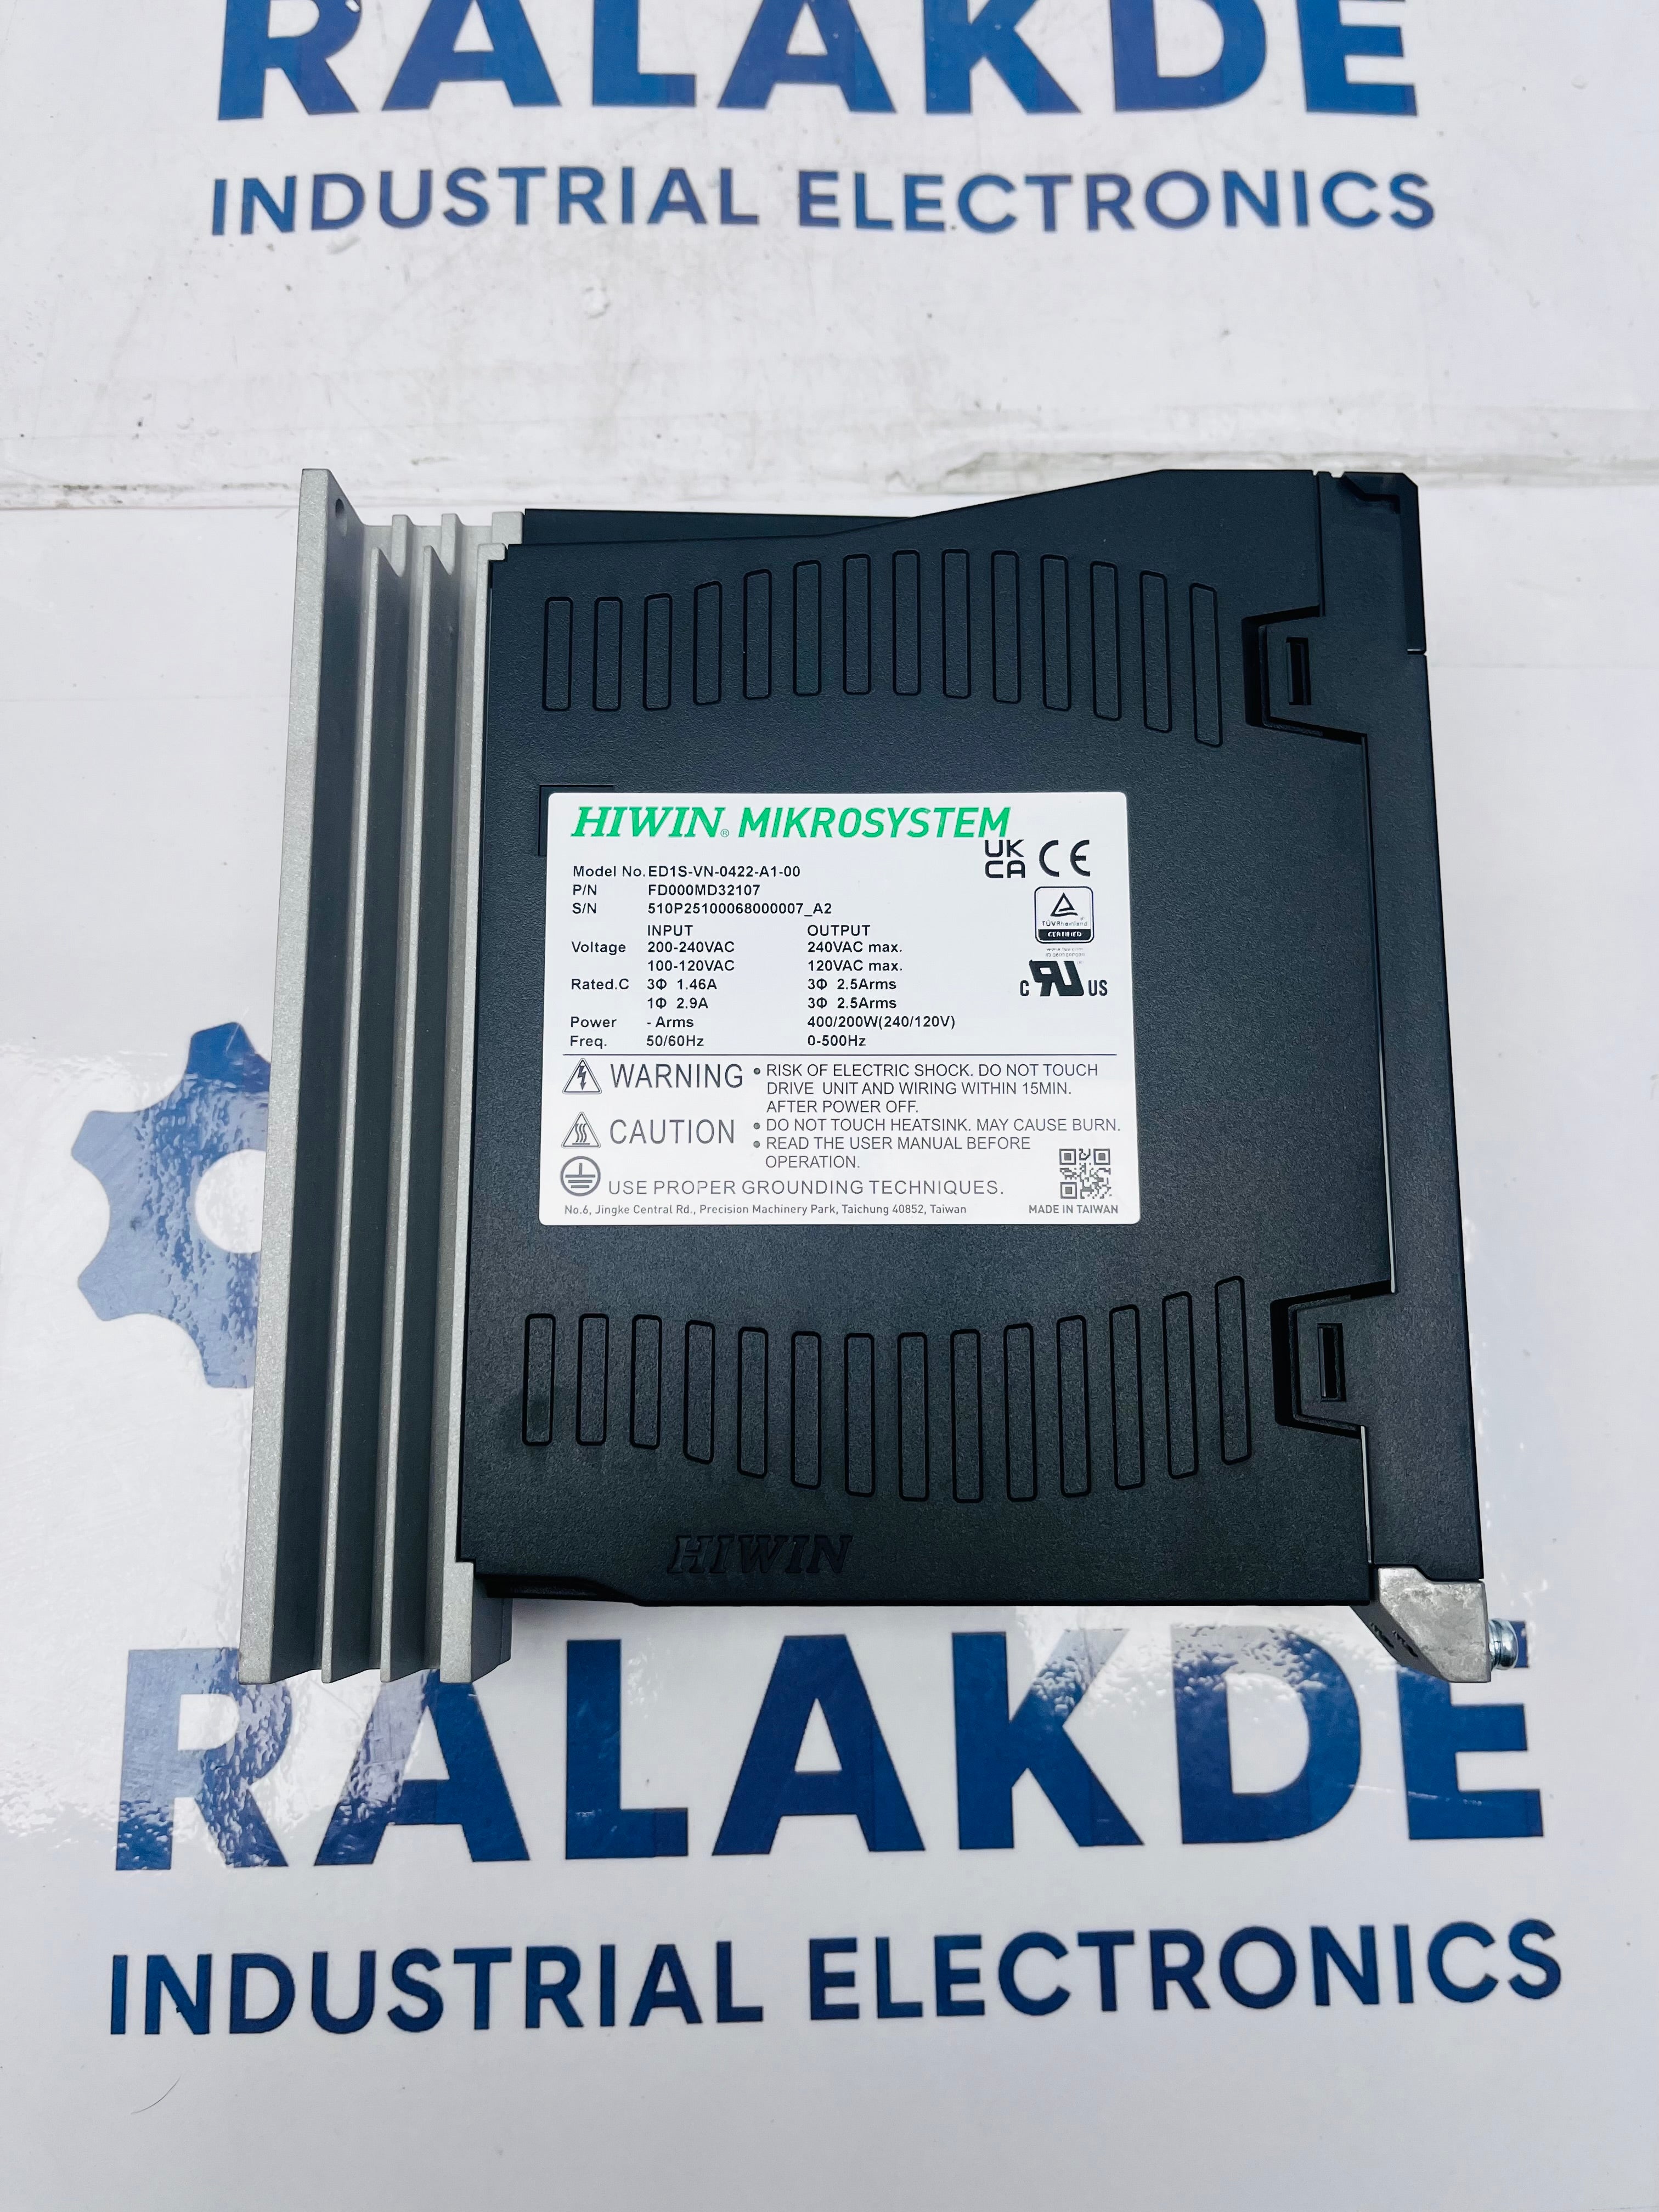 RALAKDE
INDUSTRIAL ELECTRONICS
HIWIN® MIKROSYSTEM
UK CA CE
Model No. ED1S-VN-0422-A1-00
P/N FD000MD32107
S/N 510P25100068000007_A2
TÜVRheinland
CERTIFIED
INPUT OUTPUT
Voltage 200-240VAC 240VAC max.
100-120VAC 120VAC max.
Rated.C 3Φ 1.46A 3Φ 2.5Arms
1Φ 2.9A 3Φ 2.5Arms
C RU US
Power - Arms 400/200W(240/120V)
Freq. 50/60Hz 0-500Hz
WARNING • RISK OF ELECTRIC SHOCK. DO NOT TOUCH
DRIVE UNIT AND WIRING WITHIN 15MIN.
AFTER POWER OFF.
CAUTION • DO NOT TOUCH HEATSINK. MAY CAUSE BURN.
• READ THE USER MANUAL BEFORE
OPERATION.
USE PROPER GROUNDING TECHNIQUES.
No.6, Jingke Central Rd., Precision Machinery Park, Taichung 40852, Taiwan MADE IN TAIWAN
HIWIN
RALAKDE
INDUSTRIAL ELECTRONICS